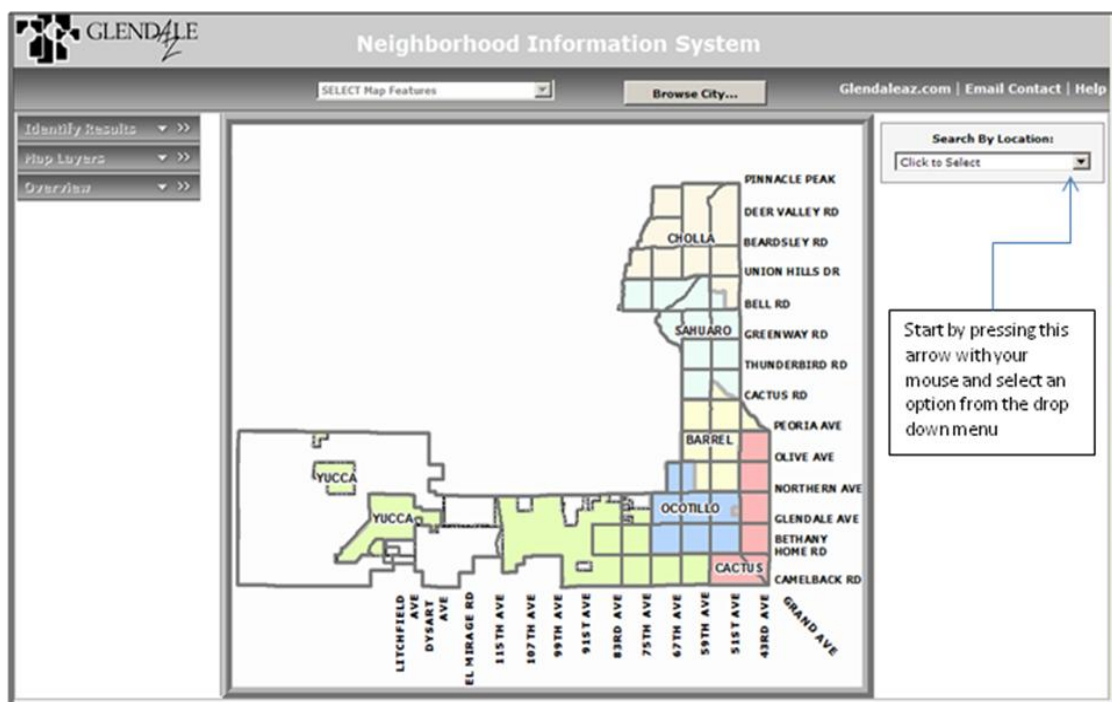 GLENDALE
AZ
Neighborhood Information System
SELECT Map Features
Browse City...
Glendaleaz.com | Email Contact | Help
Identify Results
Map Layers
Overview
Search By Location:
Click to Select
Start by pressing this
arrow with your
mouse and select an
option from the drop
down menu
PINNACLE PEAK
DEER VALLEY RD
CHOLLA
BEARDSLEY RD
UNION HILLS DR
BELL RD
SAHUARO
GREENWAY RD
THUNDERBIRD RD
CACTUS RD
PEORIA AVE
BARREL
OLIVE AVE
YUCCA
NORTHERN AVE
OCOTILLO
YUCCA
GLENDALE AVE
BETHANY
HOME RD
CACTUS
CAMELBACK RD
LITCHFIELD
AVE
DYSART
AVE
EL MIRAGE RD
115TH AVE
107TH AVE
99TH AVE
91ST AVE
83RD AVE
75TH AVE
67TH AVE
59TH AVE
51ST AVE
43RD AVE
GRAND AVE